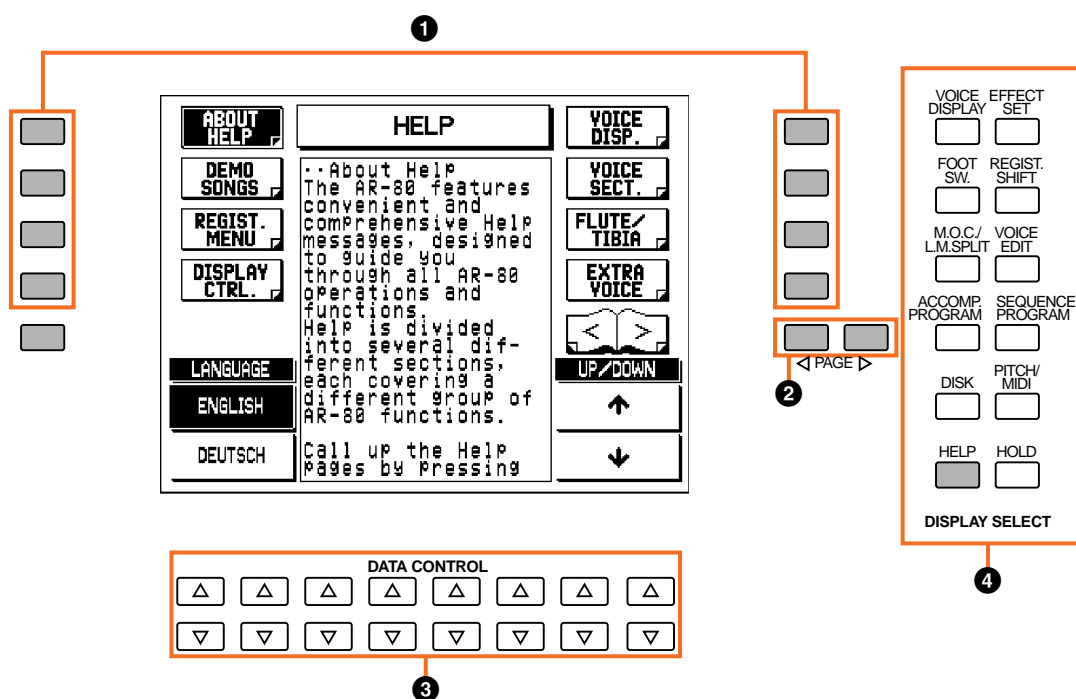 1
ABOUT
HELP
DEMO
SONGS
REGIST.
MENU
DISPLAY
CTRL.
LANGUAGE
ENGLISH
DEUTSCH
HELP
··About Help
The AR-80 features
convenient and
comprehensive Help
messages, designed
to guide you
through all AR-80
operations and
functions.
Help is divided
into several dif-
ferent sections,
each covering a
different group of
AR-80 functions.
Call up the Help
pages by pressing
VOICE
DISP.
VOICE
SECT.
FLUTE/
TIBIA
EXTRA
VOICE
< >
UP/DOWN
↑
↓
◁ PAGE ▷
2
DATA CONTROL
3
VOICE EFFECT
DISPLAY SET
FOOT REGIST.
SW. SHIFT
M.O.C./ VOICE
L.M.SPLIT EDIT
ACCOMP. SEQUENCE
PROGRAM PROGRAM
DISK PITCH/
MIDI
HELP HOLD
DISPLAY SELECT
4